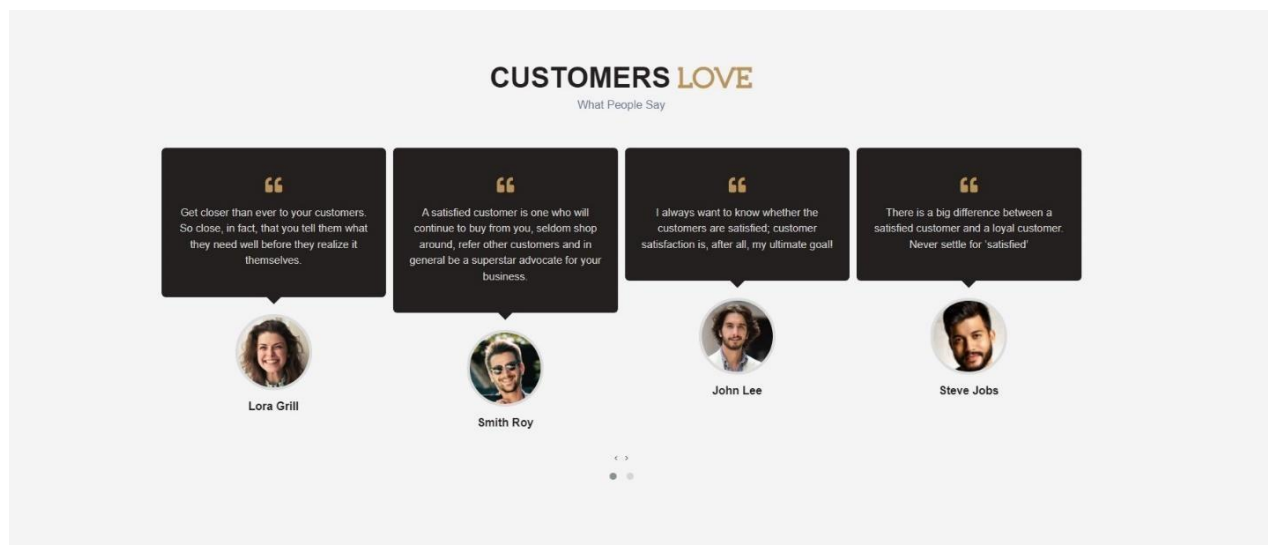 CUSTOMERS LOVE
What People Say
Get closer than ever to your customers.
So close, in fact, that you tell them what
they need well before they realize it
themselves.
Lora Grill
A satisfied customer is one who will
continue to buy from you, seldom shop
around, refer other customers and in
general be a superstar advocate for your
business.
Smith Roy
I always want to know whether the
customers are satisfied; customer
satisfaction is, after all, my ultimate goal!
John Lee
There is a big difference between a
satisfied customer and a loyal customer.
Never settle for ‘satisfied’
Steve Jobs